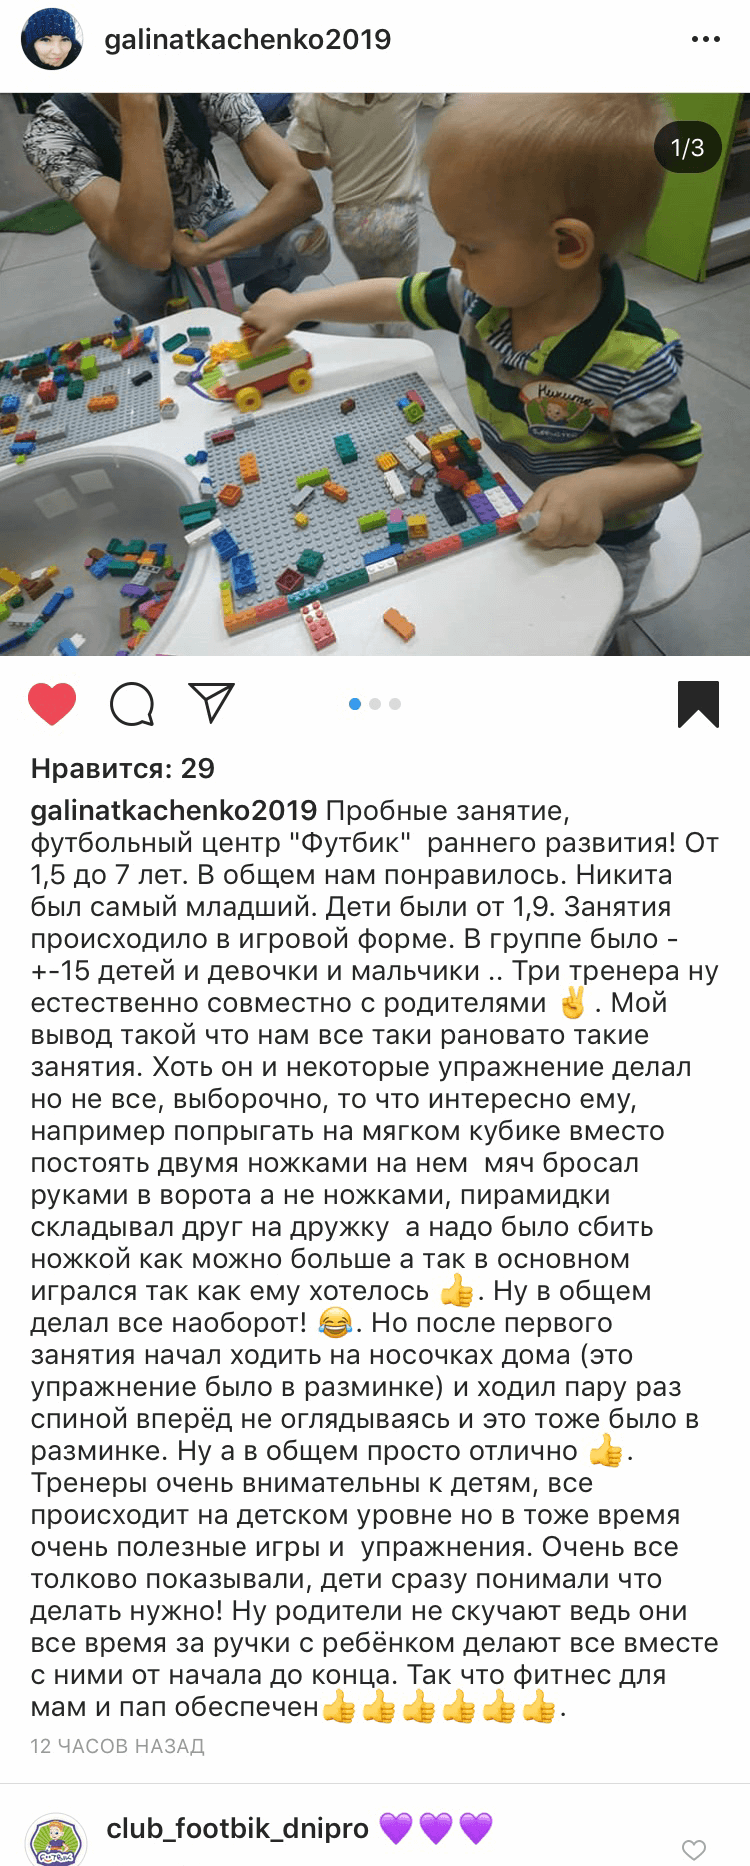 galinatkachenko2019
1/3
Никита
Нравится: 29
galinatkachenko2019 Пробные занятие,
футбольный центр "Футбик" раннего развития! От
1,5 до 7 лет. В общем нам понравилось. Никита
был самый младший. Дети были от 1,9. Занятия
происходило в игровой форме. В группе было -
+-15 детей и девочки и мальчики .. Три тренера ну
естественно совместно с родителями ✌️. Мой
вывод такой что нам все таки рановато такие
занятия. Хоть он и некоторые упражнение делал
но не все, выборочно, то что интересно ему,
например попрыгать на мягком кубике вместо
постоять двумя ножками на нем мяч бросал
руками в ворота а не ножками, пирамидки
складывал друг на дружку а надо было сбить
ножкой как можно больше а так в основном
игрался так как ему хотелось 👍. Ну в общем
делал все наоборот! 😂. Но после первого
занятия начал ходить на носочках дома (это
упражнение было в разминке) и ходил пару раз
спиной вперёд не оглядываясь и это тоже было в
разминке. Ну а в общем просто отлично 👍.
Тренеры очень внимательны к детям, все
происходит на детском уровне но в тоже время
очень полезные игры и упражнения. Очень все
толково показывали, дети сразу понимали что
делать нужно! Ну родители не скучают ведь они
все время за ручки с ребёнком делают все вместе
с ними от начала до конца. Так что фитнес для
мам и пап обеспечен👍👍👍👍👍👍.
12 ЧАСОВ НАЗАД
club_footbik_dnipro 💜💜💜